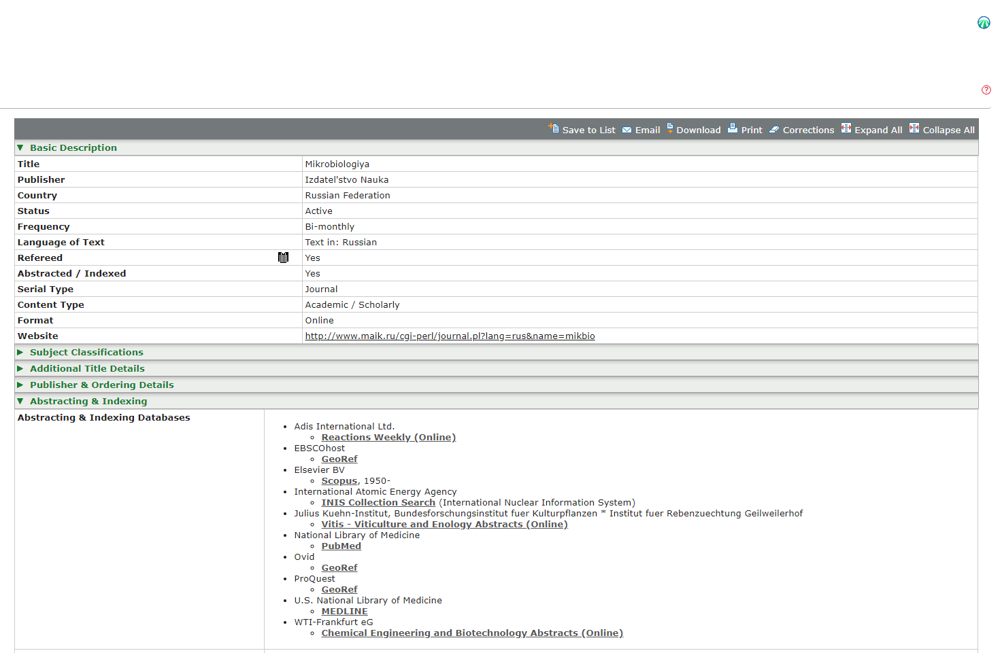 Save to List Email Download Print Corrections Expand All Collapse All
▼ Basic Description
Title Mikrobiologiya
Publisher Izdatel'stvo Nauka
Country Russian Federation
Status Active
Frequency Bi-monthly
Language of Text Text in: Russian
Refereed Yes
Abstracted / Indexed Yes
Serial Type Journal
Content Type Academic / Scholarly
Format Online
Website http://www.maik.ru/cgi-perl/journal.pl?lang=rus&name=mikbio
► Subject Classifications
► Additional Title Details
► Publisher & Ordering Details
▼ Abstracting & Indexing
Abstracting & Indexing Databases
• Adis International Ltd.
◦ Reactions Weekly (Online)
• EBSCOhost
◦ GeoRef
• Elsevier BV
◦ Scopus, 1950-
• International Atomic Energy Agency
◦ INIS Collection Search (International Nuclear Information System)
• Julius Kuehn-Institut, Bundesforschungsinstitut fuer Kulturpflanzen * Institut fuer Rebenzuechtung Geilweilerhof
◦ Vitis - Viticulture and Enology Abstracts (Online)
• National Library of Medicine
◦ PubMed
• Ovid
◦ GeoRef
• ProQuest
◦ GeoRef
• U.S. National Library of Medicine
◦ MEDLINE
• WTI-Frankfurt eG
◦ Chemical Engineering and Biotechnology Abstracts (Online)